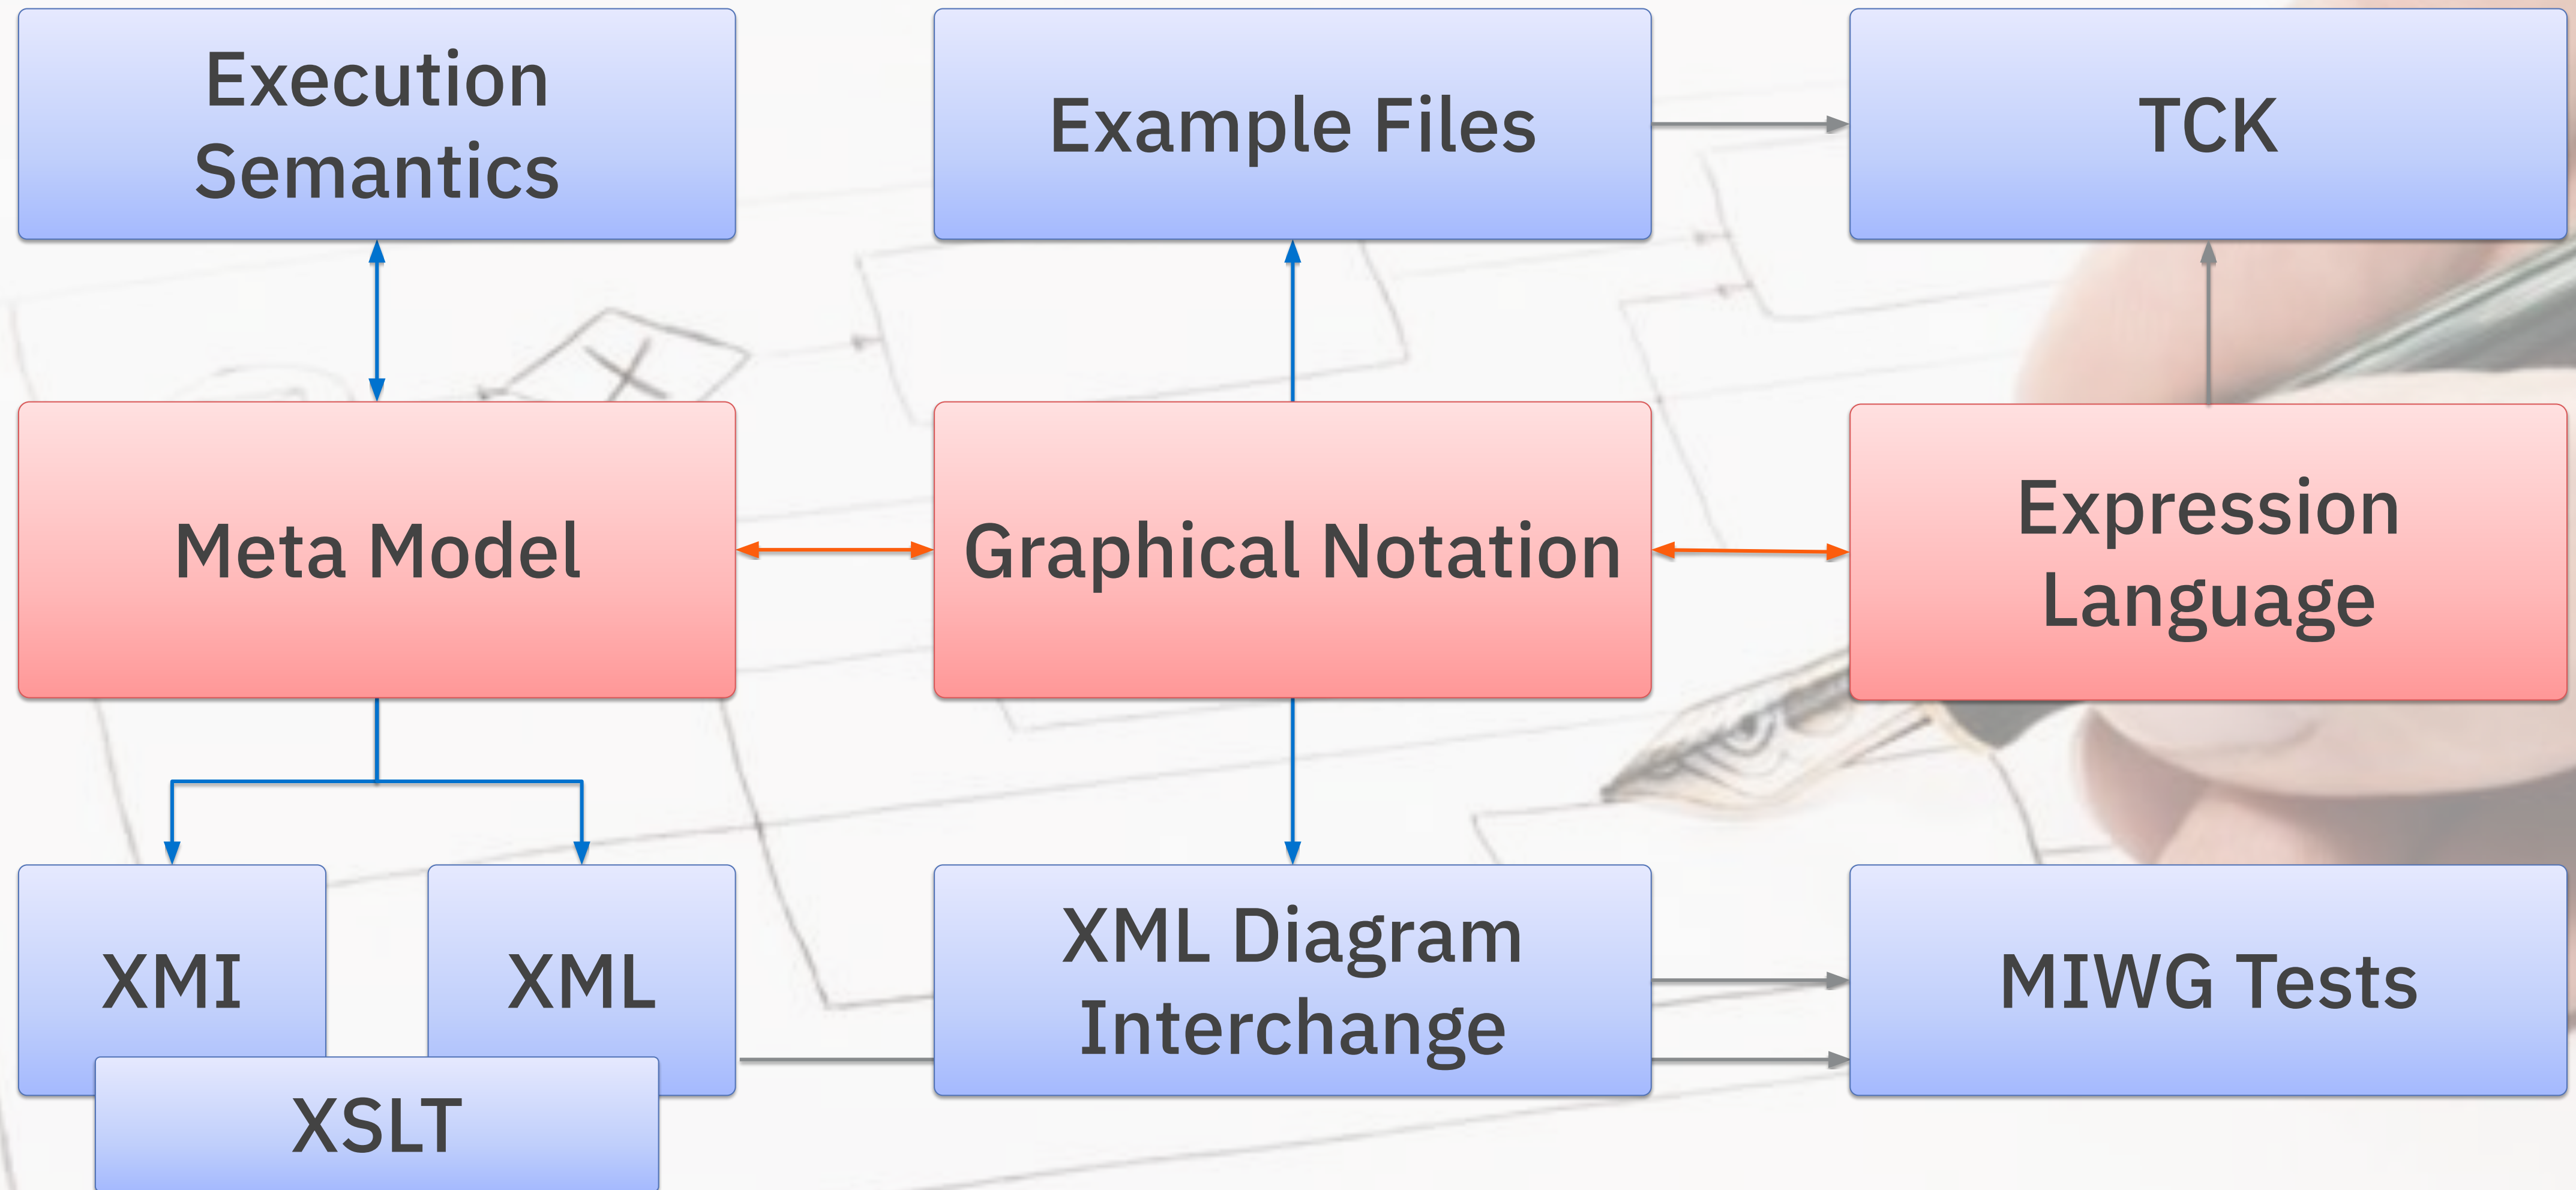 Execution
Semantics
Example Files
TCK
Meta Model
Graphical Notation
Expression
Language
XMI
XML
XML Diagram
Interchange
MIWG Tests
XSLT